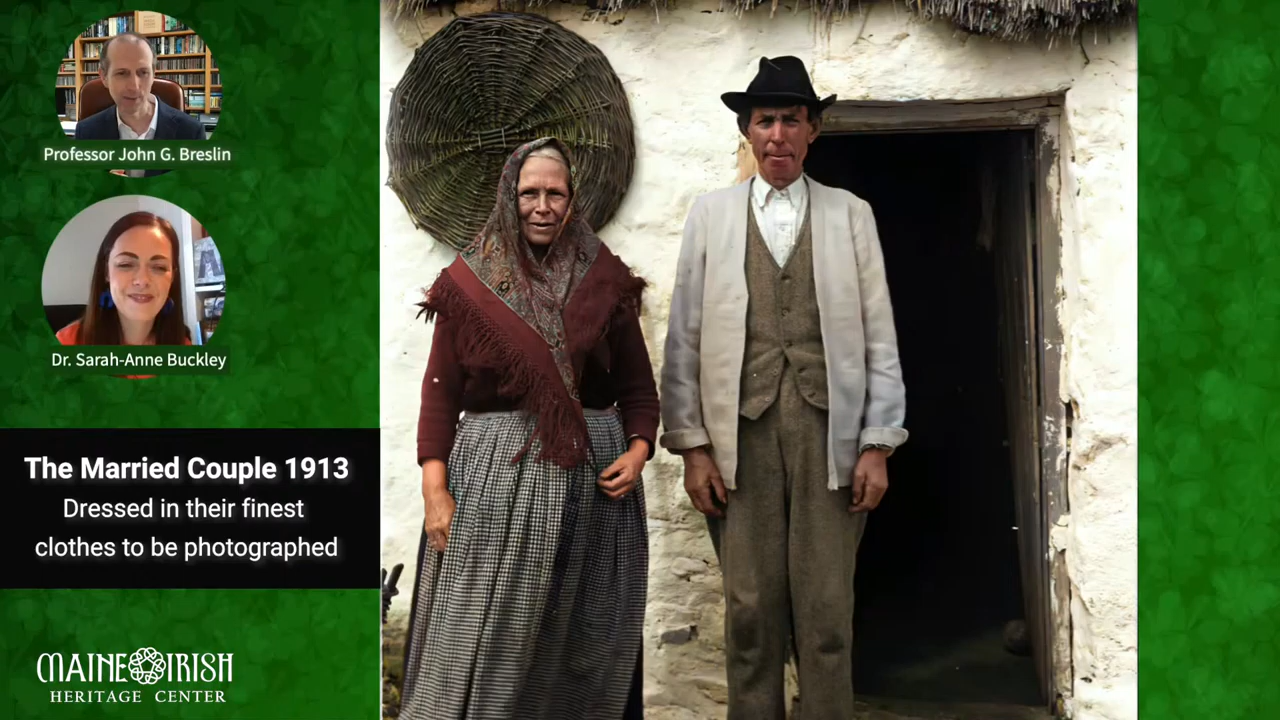 Professor John G. Breslin
Dr. Sarah-Anne Buckley
The Married Couple 1913
Dressed in their finest
clothes to be photographed
MAINE IRISH
HERITAGE CENTER